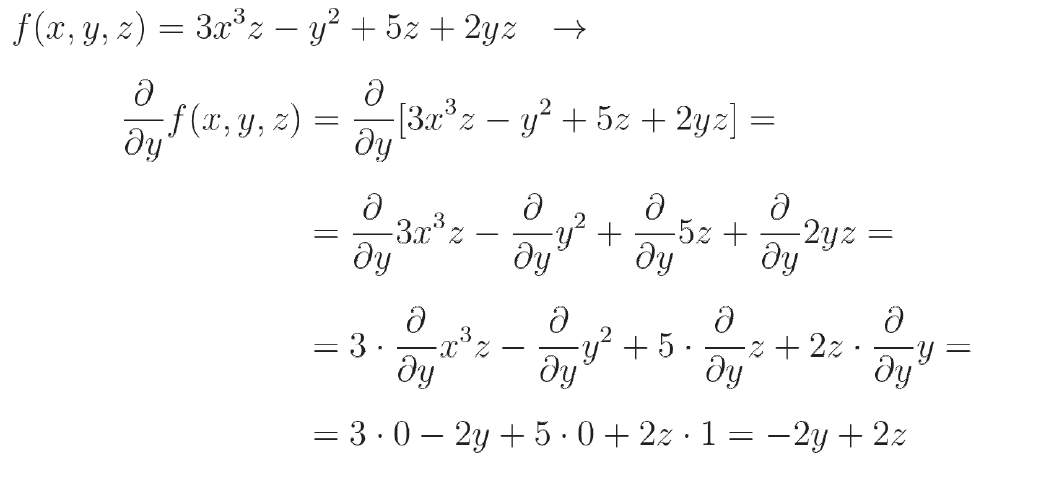 f(x, y, z) = 3x³z − y² + 5z + 2yz →
∂/∂y f(x, y, z) = ∂/∂y [3x³z − y² + 5z + 2yz] =
= ∂/∂y 3x³z − ∂/∂y y² + ∂/∂y 5z + ∂/∂y 2yz =
= 3 · ∂/∂y x³z − ∂/∂y y² + 5 · ∂/∂y z + 2z · ∂/∂y y =
= 3 · 0 − 2y + 5 · 0 + 2z · 1 = −2y + 2z